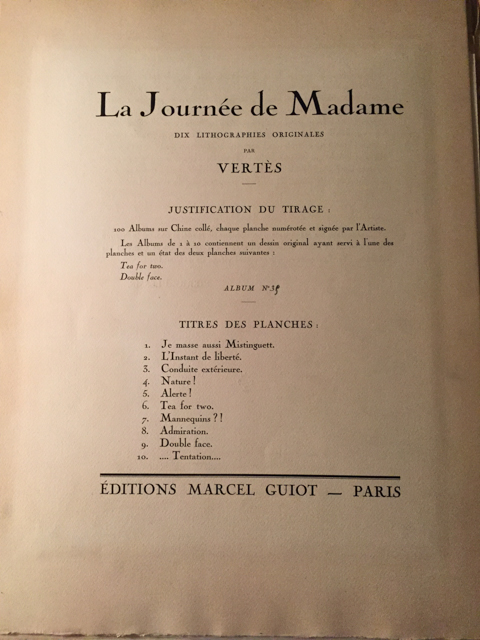 La Journée de Madame
DIX LITHOGRAPHIES ORIGINALES
PAR
VERTÈS
JUSTIFICATION DU TIRAGE :
100 Albums sur Chine collé, chaque planche numérotée et signée par l'Artiste.
Les Albums de 1 à 10 contiennent un dessin original ayant servi à l'une des
planches et un état des deux planches suivantes :
Tea for two.
Double face.
ALBUM N°
TITRES DES PLANCHES :
1. Je masse aussi Mistinguett.
2. L'Instant de liberté.
3. Conduite extérieure.
4. Nature !
5. Alerte !
6. Tea for two.
7. Mannequins ? !
8. Admiration.
9. Double face.
10. .... Tentation....
ÉDITIONS MARCEL GUIOT — PARIS